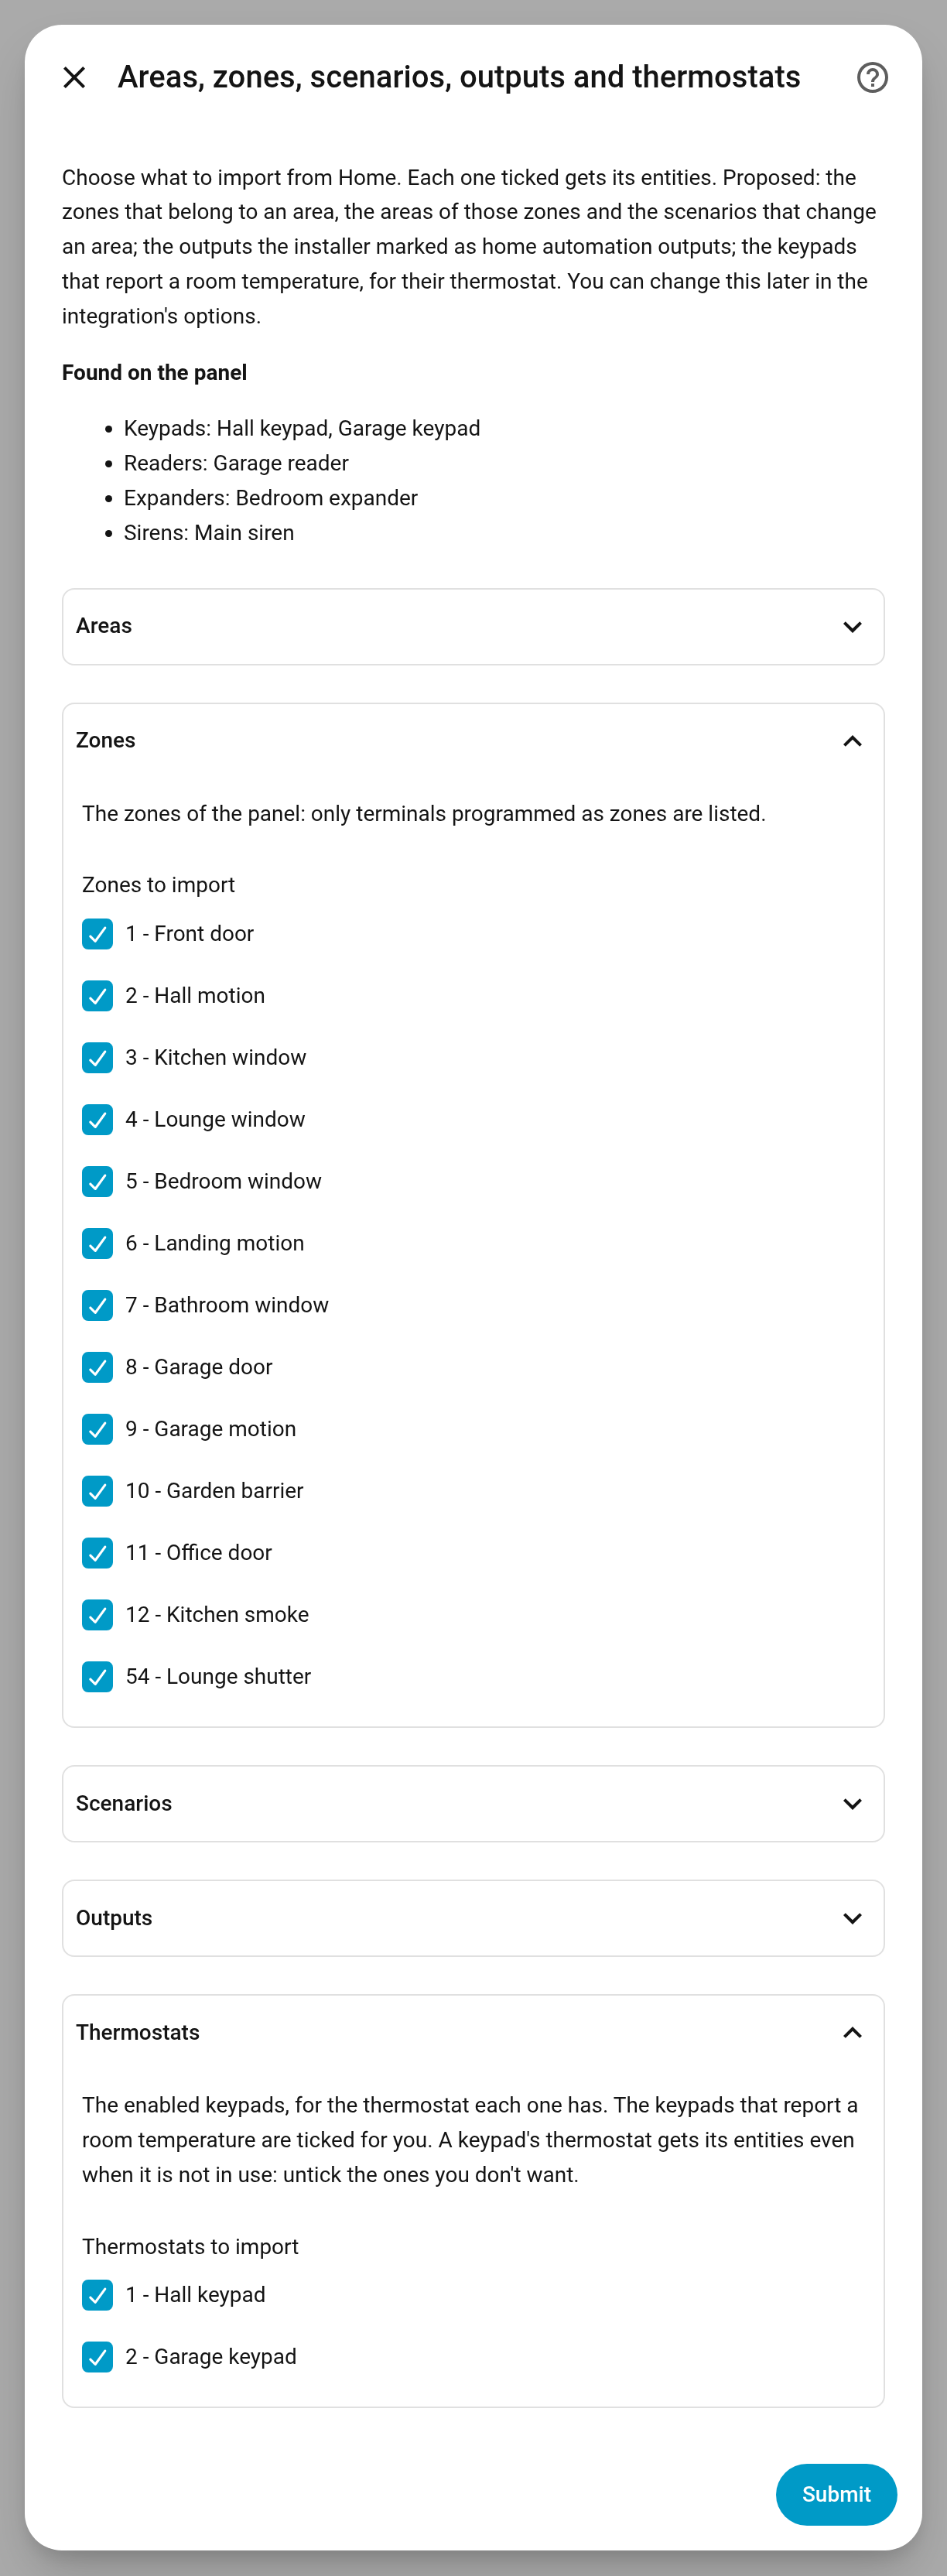 Areas, zones, scenarios, outputs and thermostats
Choose what to import from Home. Each one ticked gets its entities. Proposed: the
zones that belong to an area, the areas of those zones and the scenarios that change
an area; the outputs the installer marked as home automation outputs; the keypads
that report a room temperature, for their thermostat. You can change this later in the
integration's options.
Found on the panel
• Keypads: Hall keypad, Garage keypad
• Readers: Garage reader
• Expanders: Bedroom expander
• Sirens: Main siren
Areas
Zones
The zones of the panel: only terminals programmed as zones are listed.
Zones to import
1 - Front door
2 - Hall motion
3 - Kitchen window
4 - Lounge window
5 - Bedroom window
6 - Landing motion
7 - Bathroom window
8 - Garage door
9 - Garage motion
10 - Garden barrier
11 - Office door
12 - Kitchen smoke
54 - Lounge shutter
Scenarios
Outputs
Thermostats
The enabled keypads, for the thermostat each one has. The keypads that report a
room temperature are ticked for you. A keypad's thermostat gets its entities even
when it is not in use: untick the ones you don't want.
Thermostats to import
1 - Hall keypad
2 - Garage keypad
Submit